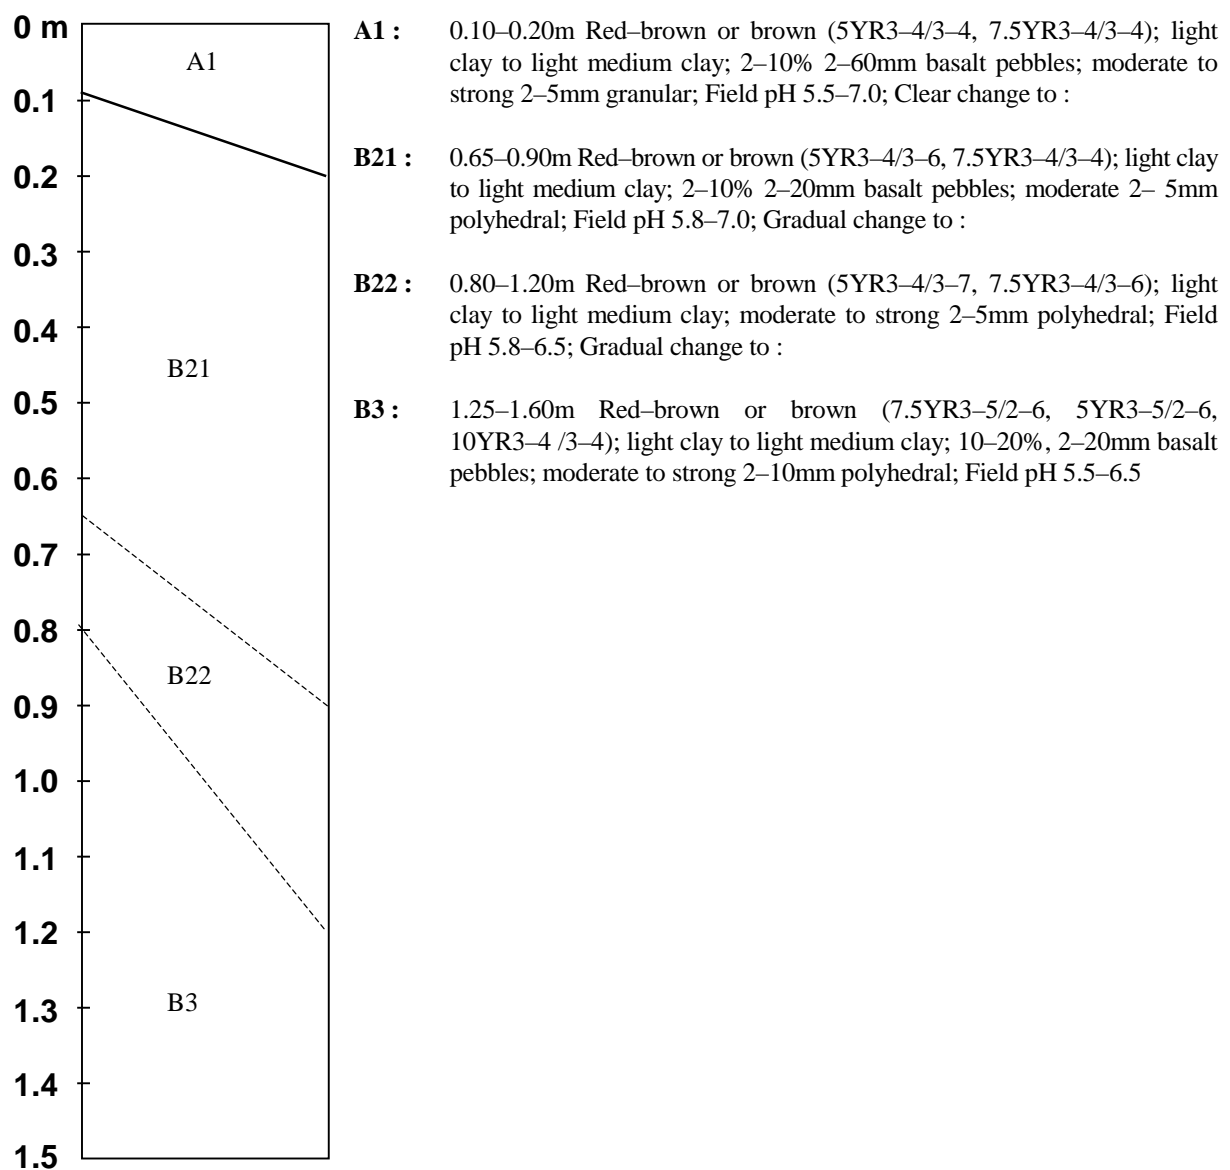 0 m
0.1
0.2
0.3
0.4
0.5
0.6
0.7
0.8
0.9
1.0
1.1
1.2
1.3
1.4
1.5
A1
B21
B22
B3
A1 : 0.10–0.20m Red–brown or brown (5YR3–4/3–4, 7.5YR3–4/3–4); light
clay to light medium clay; 2–10% 2–60mm basalt pebbles; moderate to
strong 2–5mm granular; Field pH 5.5–7.0; Clear change to :
B21 : 0.65–0.90m Red–brown or brown (5YR3–4/3–6, 7.5YR3–4/3–4); light clay
to light medium clay; 2–10% 2–20mm basalt pebbles; moderate 2– 5mm
polyhedral; Field pH 5.8–7.0; Gradual change to :
B22 : 0.80–1.20m Red–brown or brown (5YR3–4/3–7, 7.5YR3–4/3–6); light
clay to light medium clay; moderate to strong 2–5mm polyhedral; Field
pH 5.8–6.5; Gradual change to :
B3 : 1.25–1.60m Red–brown or brown (7.5YR3–5/2–6, 5YR3–5/2–6,
10YR3–4 /3–4); light clay to light medium clay; 10–20%, 2–20mm basalt
pebbles; moderate to strong 2–10mm polyhedral; Field pH 5.5–6.5